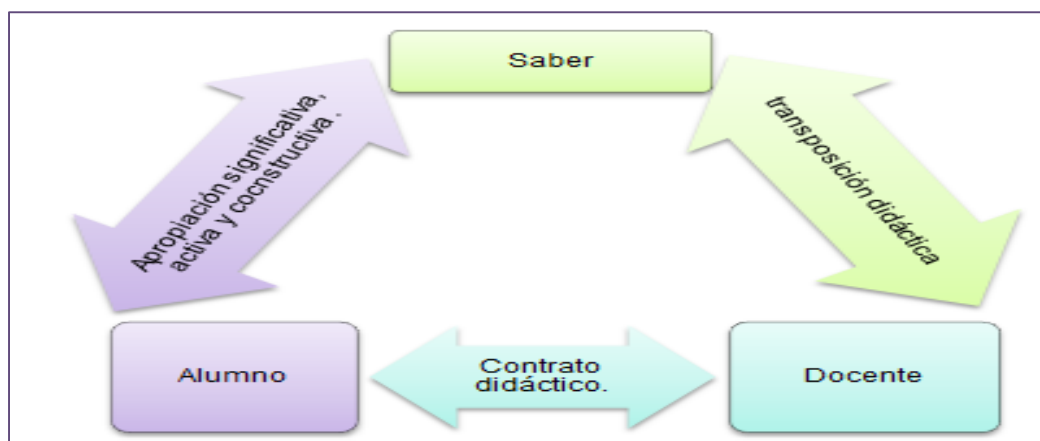 Saber
Apropiación significativa,
activa y cocnstructiva .
transposición didáctica
Alumno
Contrato
didáctico.
Docente